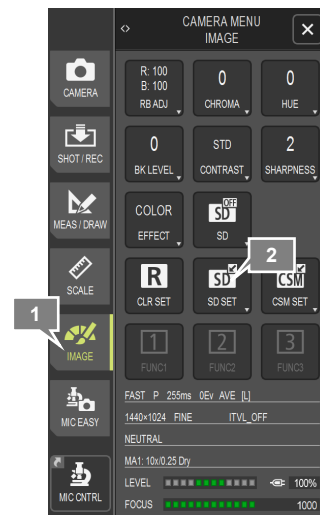 CAMERA MENU
IMAGE
CAMERA
SHOT / REC
MEAS / DRAW
SCALE
1
IMAGE
MIC EASY
MIC CNTRL
R: 100
B: 100
RB ADJ
0
CHROMA
0
HUE
0
BK LEVEL
STD
CONTRAST
2
SHARPNESS
COLOR
EFFECT
OFF
SD
SD
2
R
CLR SET
SD
SD SET
CSM
CSM SET
1
FUNC1
2
FUNC2
3
FUNC3
FAST P 255ms 0Ev AVE [L]
1440×1024 FINE ITVL_OFF
NEUTRAL
MA1: 10x/0.25 Dry
LEVEL 100%
FOCUS 1000